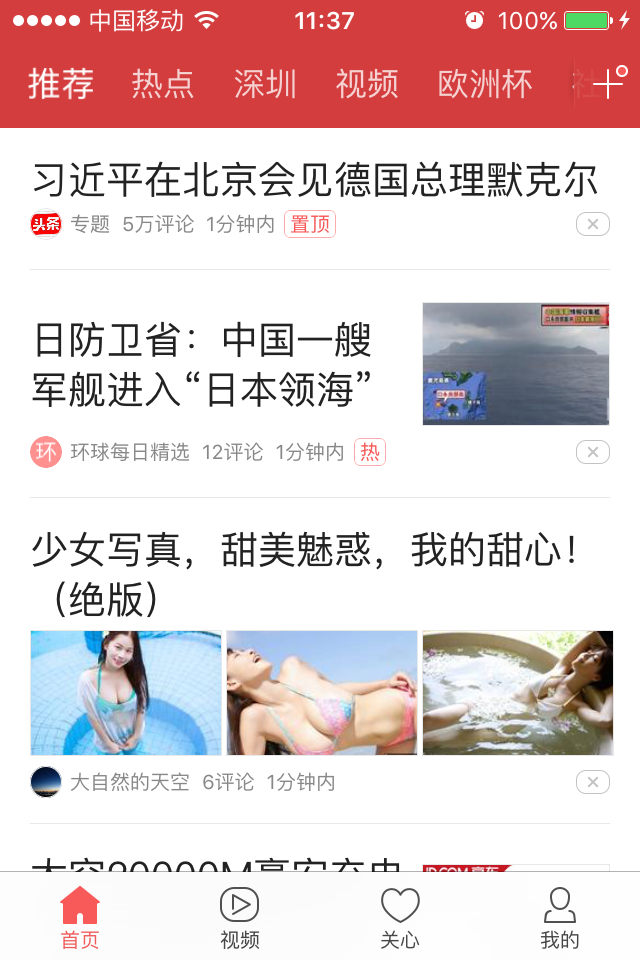 中国移动 11:37 100%
推荐 热点 深圳 视频 欧洲杯
习近平在北京会见德国总理默克尔
头条 专题 5万评论 1分钟内 置顶
日防卫省：中国一艘
军舰进入“日本领海”
环 环球每日精选 12评论 1分钟内 热
少女写真，甜美魅惑，我的甜心！
（绝版）
大自然的天空 6评论 1分钟内
首页 视频 关心 我的